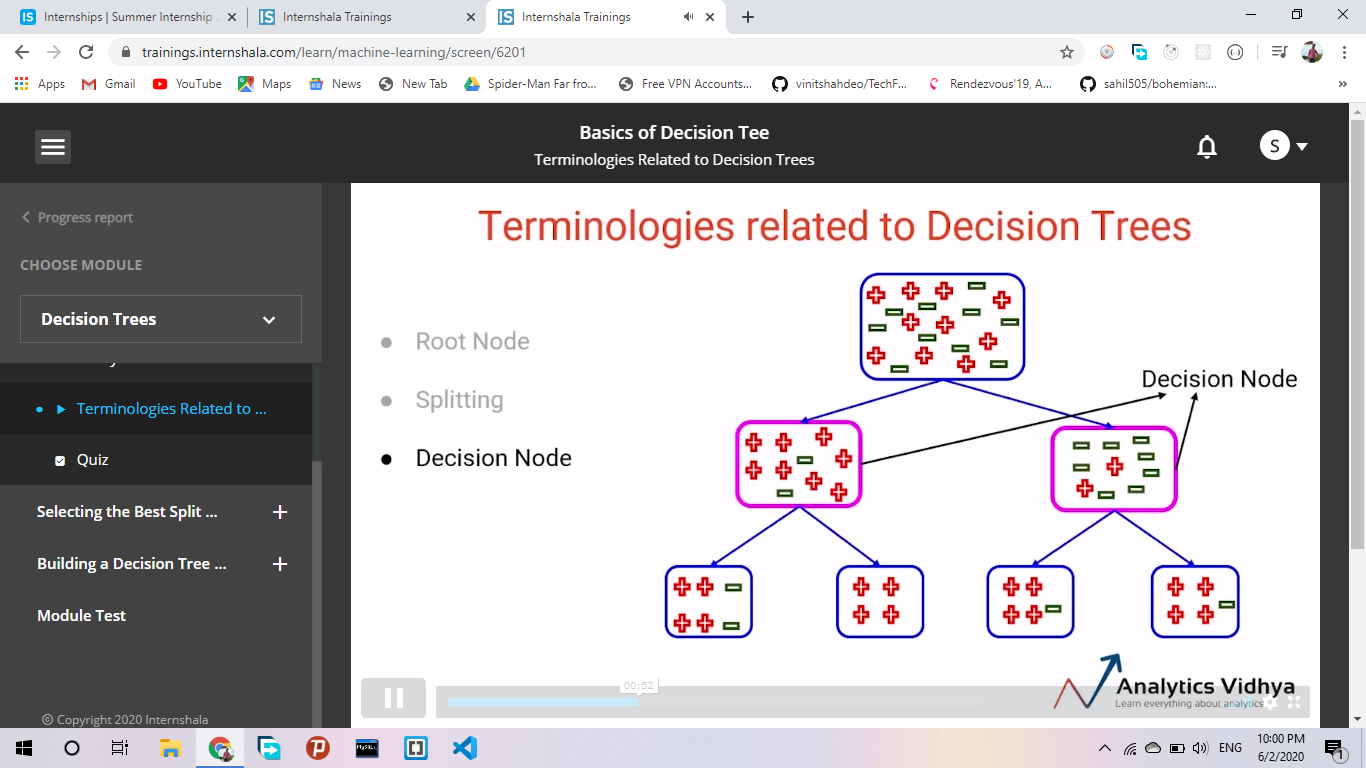 Internships | Summer Internship
Internshala Trainings
Internshala Trainings
trainings.internshala.com/learn/machine-learning/screen/6201
Apps
Gmail
YouTube
Maps
News
New Tab
Spider-Man Far fro...
Free VPN Accounts...
vinitshahdeo/TechF...
Rendezvous'19, A...
sahil505/bohemian:...
»
Basics of Decision Tee
Terminologies Related to Decision Trees
S
Progress report
CHOOSE MODULE
Decision Trees
Terminologies Related to ...
Quiz
Selecting the Best Split ...
Building a Decision Tree ...
Module Test
© Copyright 2020 Internshala
Terminologies related to Decision Trees
Root Node
Splitting
Decision Node
Decision Node
00:52
Analytics Vidhya
Learn everything about analytics
MySQL
ENG
10:00 PM
6/2/2020
1